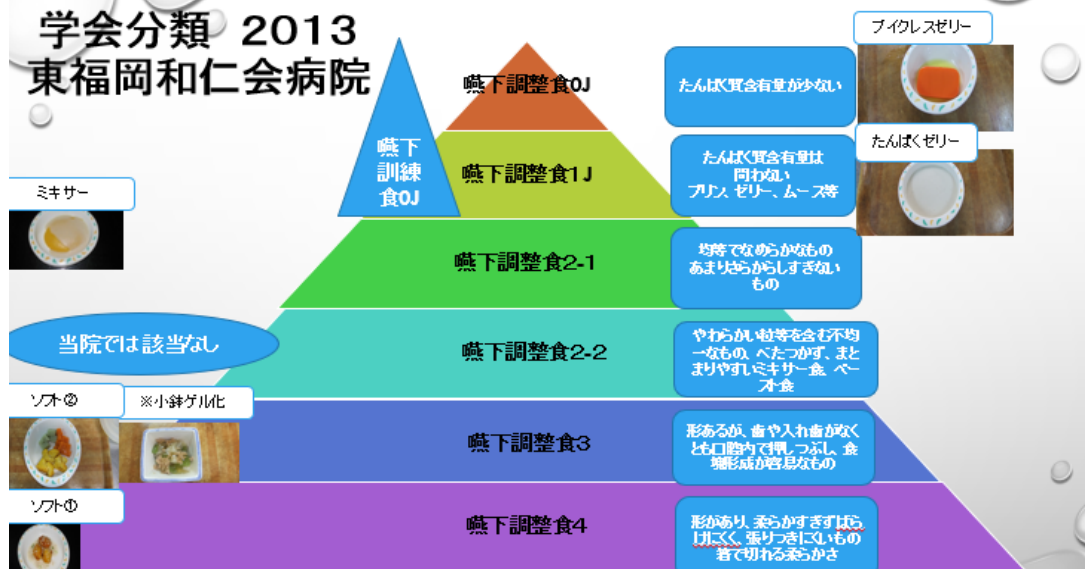 学会分類 2013
東福岡和仁会病院
ブイクレスゼリー
嚥下調整食0J
たんぱく質含有量が少ない
嚥下
訓練
食0J
たんぱくゼリー
嚥下調整食1J
たんぱく質含有量は
問わない
プリン、ゼリー、ムース等
ミキサー
嚥下調整食2-1
均等でなめらかなもの
あまりさらからしすぎない
もの
当院では該当なし
嚥下調整食2-2
やわらかい粒等を含む不均
一なもの、べたつかず、まと
まりやすいミキサー食、ペー
スト食
ソフト②
※小鉢ゲル化
嚥下調整食3
形あるが、歯や入れ歯がなく
とも口腔内で押しつぶし、食
塊形成が容易なもの
ソフト①
嚥下調整食4
形があり、柔らかすぎずばら
けにくく、張りつきにくいもの
箸で切れる柔らかさ